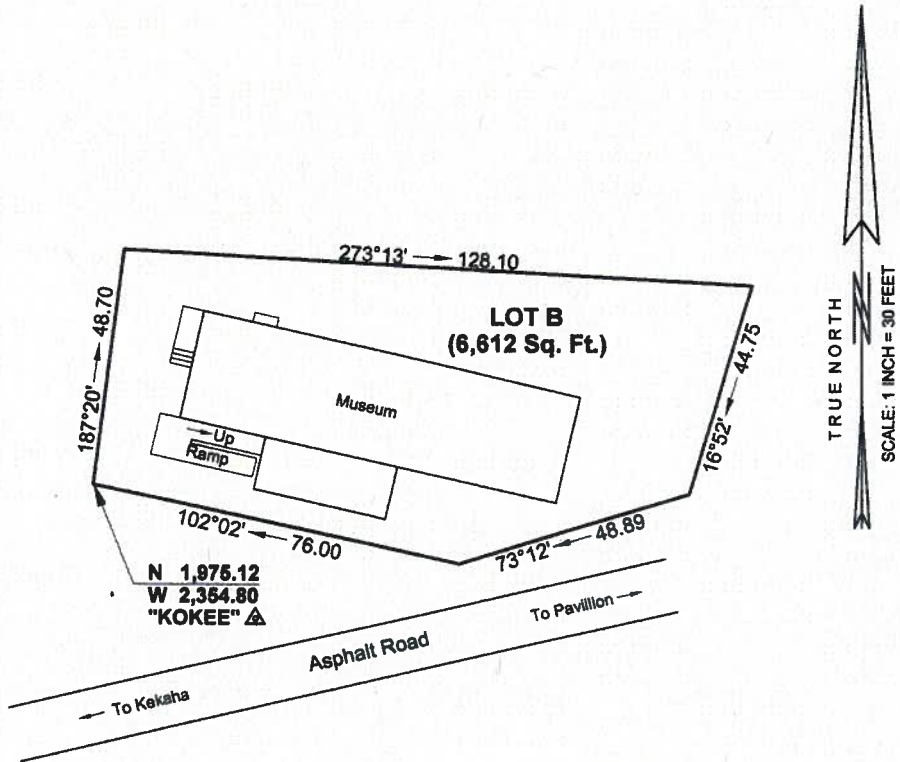 273°13' → 128.10
187°20' → 48.70
LOT B
(6,612 Sq. Ft.)
16°52' ← 44.75
Museum
→ Up
Ramp
102°02' ← 76.00
73°12' ← 48.89
N 1,975.12
W 2,354.80
"KOKEE"
To Pavillion →
Asphalt Road
← To Kekaha
TRUE NORTH
SCALE: 1 INCH = 30 FEET